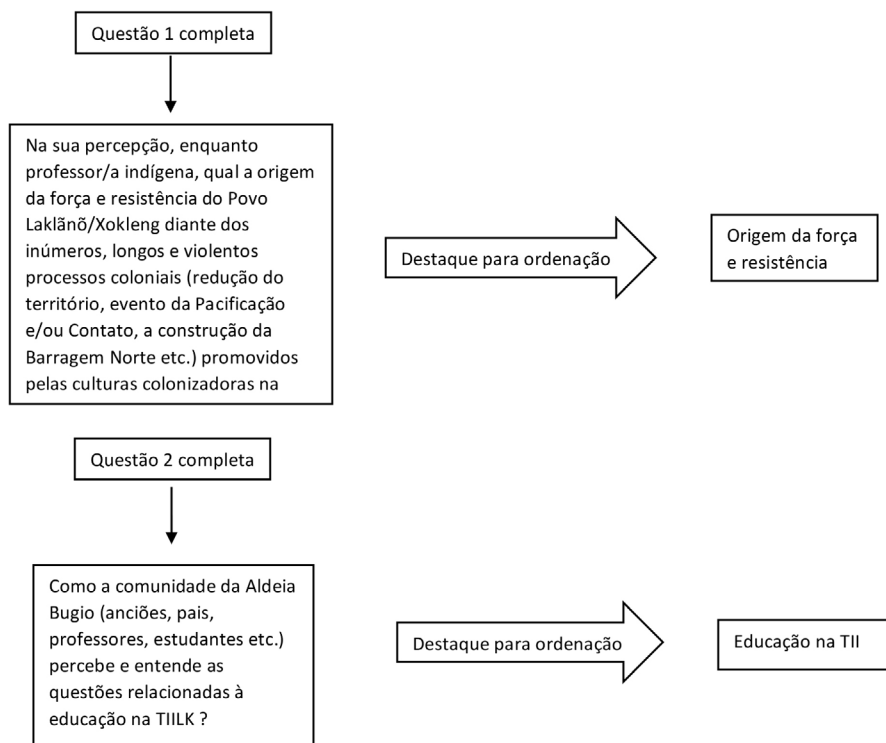 Questão 1 completa
Na sua percepção, enquanto
professor/a indígena, qual a origem
da força e resistência do Povo
Laklãnõ/Xokleng diante dos
inúmeros, longos e violentos
processos coloniais (redução do
território, evento da Pacificação
e/ou Contato, a construção da
Barragem Norte etc.) promovidos
pelas culturas colonizadoras na
Destaque para ordenação
Origem da força
e resistência
Questão 2 completa
Como a comunidade da Aldeia
Bugio (anciões, pais,
professores, estudantes etc.)
percebe e entende as
questões relacionadas à
educação na TIILK ?
Destaque para ordenação
Educação na TII